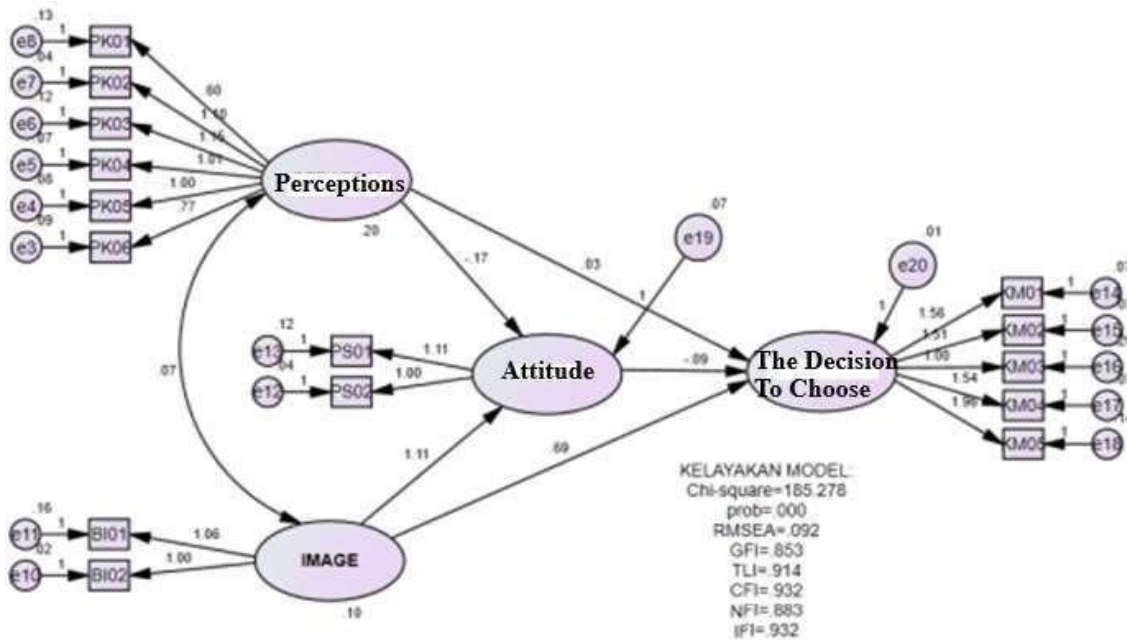 .13
e8 1 PK01
.04
e7 1 PK02
.12
e6 1 PK03
.07
e5 1 PK04
e4 1 PK05
.09
e3 1 PK06
.60
1.15
1.01
1.00
.77
Perceptions
.20
-.17
.03
.07
e19
1
.01
e20
1
.07
.12
e13 1 PS01
.04
e12 1 PS02
1.11
1.00
Attitude
-.09
The Decision
To Choose
1.56
1.51
1.00
1.54
KM01 1 e14
KM02 1 e15
KM03 1 e16
KM04 1 e17
KM05 1 e18
1.11
.69
.16
e11 1 BI01
.02
e10 1 BI02
1.06
1.00
IMAGE
.10
KELAYAKAN MODEL:
Chi-square=185.278
prob=.000
RMSEA=.092
GFI=.853
TLI=.914
CFI=.932
NFI=.883
IFI=.932